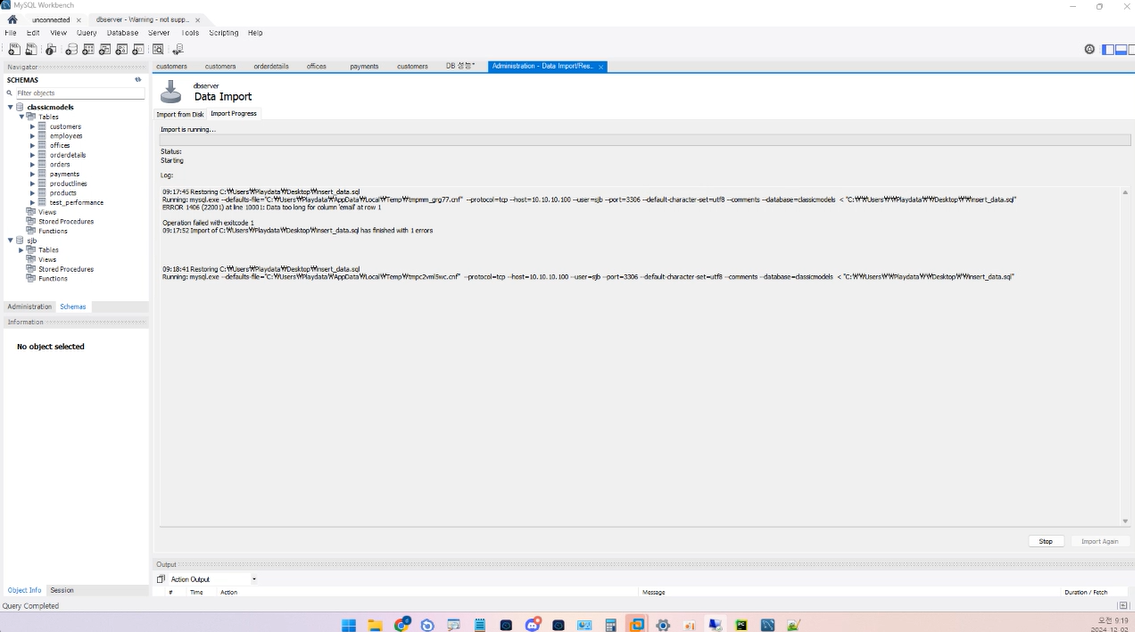 MySQL Workbench
unconnected
dbserver - Warning - not supp...
File Edit View Query Database Server Tools Scripting Help
Navigator
SCHEMAS
Filter objects
classicmodels
Tables
customers
employees
offices
orderdetails
orders
payments
productlines
products
test_performance
Views
Stored Procedures
Functions
sjb
Tables
Views
Stored Procedures
Functions
Administration Schemas
Information
No object selected
Object Info Session
Query Completed
customers customers orderdetails offices payments customers DB 성능* Administration - Data Import/Res...
dbserver
Data Import
Import from Disk Import Progress
Import is running...
Status:
Starting
Log:
09:17:45 Restoring C:₩Users₩Playdata₩Desktop₩insert_data.sql
Running: mysql.exe --defaults-file="C:₩Users₩Playdata₩AppData₩Local₩Temp₩tmpmm_grg77.cnf" --protocol=tcp --host=10.10.10.100 --user=sjb --port=3306 --default-character-set=utf8 --comments --database=classicmodels < "C:₩₩Users₩₩Playdata₩₩Desktop₩₩insert_data.sql"
ERROR 1406 (22001) at line 10001: Data too long for column 'email' at row 1
Operation failed with exitcode 1
09:17:52 Import of C:₩Users₩Playdata₩Desktop₩insert_data.sql has finished with 1 errors
09:18:41 Restoring C:₩Users₩Playdata₩Desktop₩insert_data.sql
Running: mysql.exe --defaults-file="C:₩Users₩Playdata₩AppData₩Local₩Temp₩tmpc2vml5wc.cnf" --protocol=tcp --host=10.10.10.100 --user=sjb --port=3306 --default-character-set=utf8 --comments --database=classicmodels < "C:₩₩Users₩₩Playdata₩₩Desktop₩₩insert_data.sql"
Stop Import Again
Output
Action Output
# Time Action Message Duration / Fetch
오전 9:19
2024-12-02